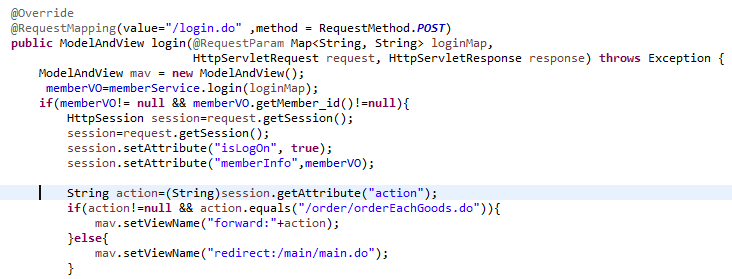 @Override
@RequestMapping(value="/login.do" ,method = RequestMethod.POST)
public ModelAndView login(@RequestParam Map<String, String> loginMap,
HttpServletRequest request, HttpServletResponse response) throws Exception {
ModelAndView mav = new ModelAndView();
memberVO=memberService.login(loginMap);
if(memberVO!= null && memberVO.getMember_id()!=null){
HttpSession session=request.getSession();
session=request.getSession();
session.setAttribute("isLogOn", true);
session.setAttribute("memberInfo",memberVO);
String action=(String)session.getAttribute("action");
if(action!=null && action.equals("/order/orderEachGoods.do")){
mav.setViewName("forward:"+action);
}else{
mav.setViewName("redirect:/main/main.do");
}